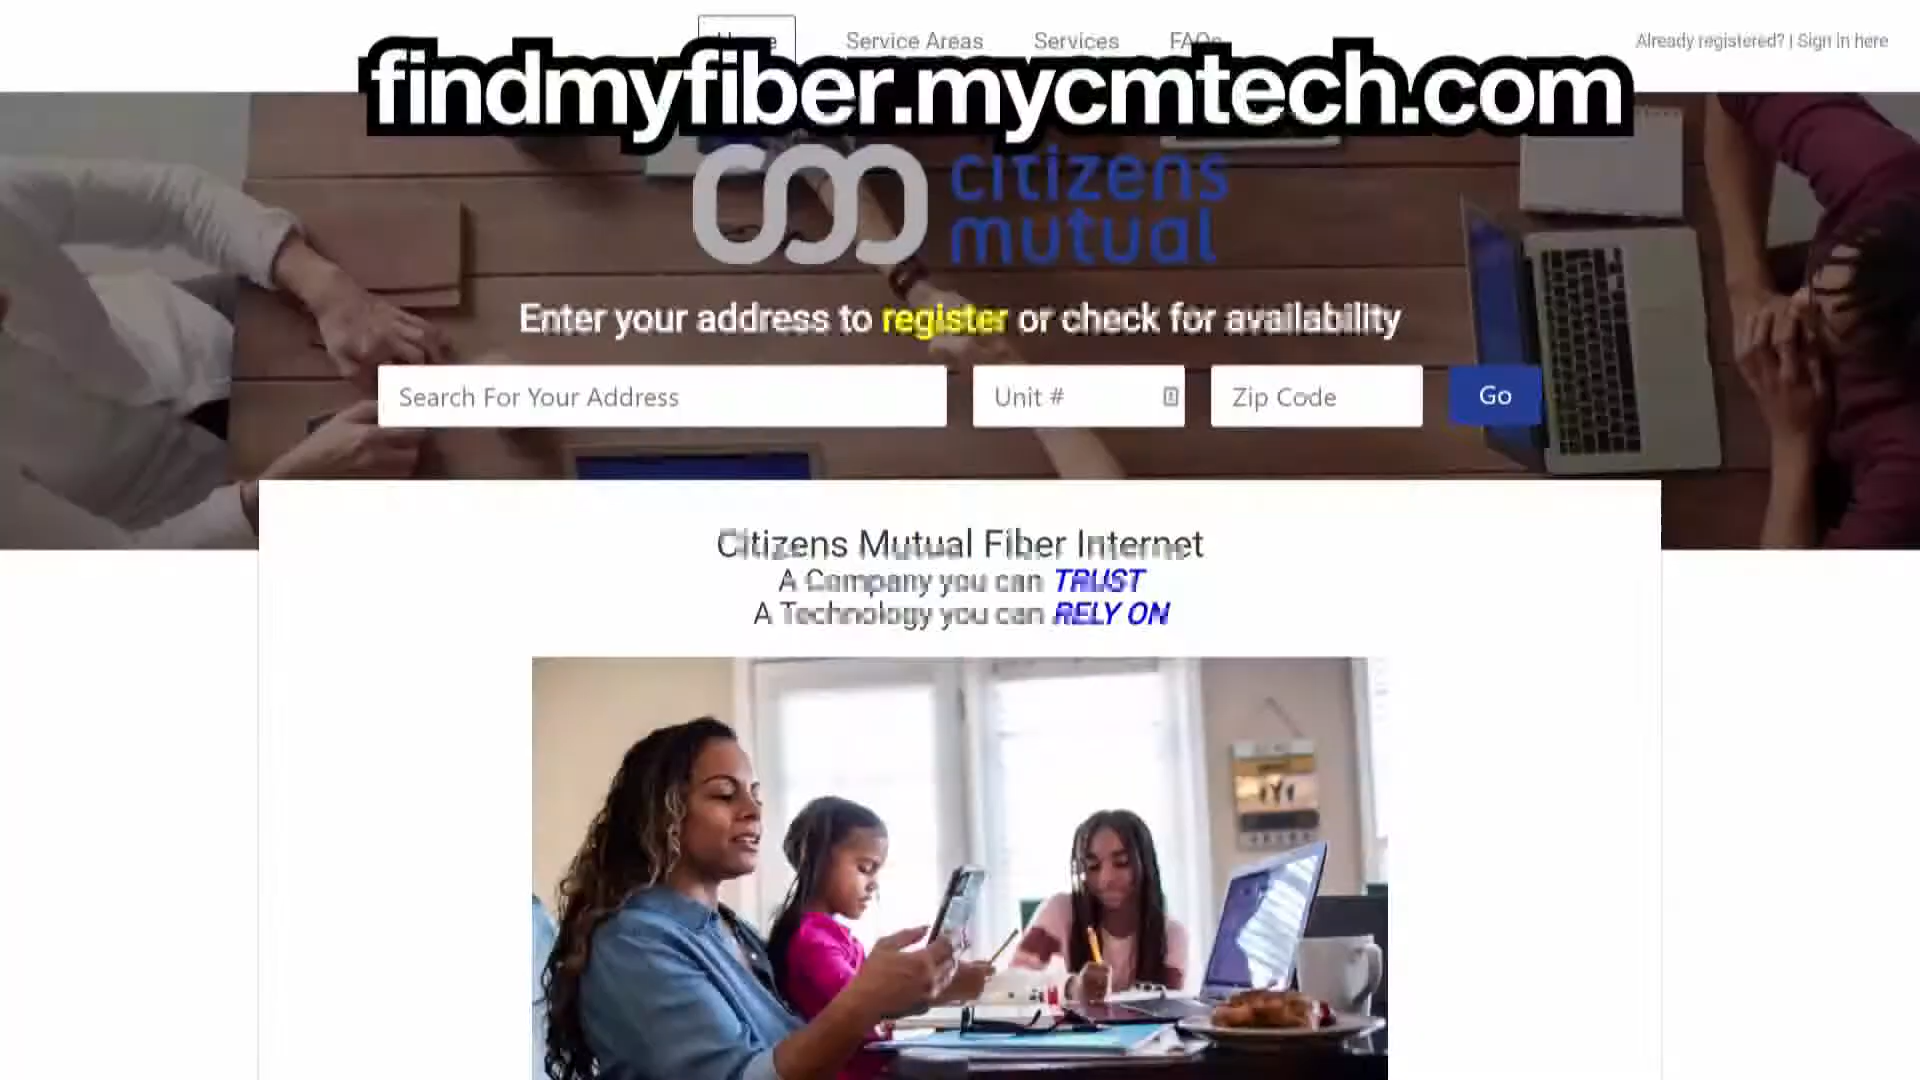 Home Service Areas Services FAQs Already registered? | Sign in here
findmyfiber.mycmtech.com
citizens
mutual
Enter your address to register or check for availability
Search For Your Address Unit # Zip Code Go
Citizens Mutual Fiber Internet
A Company you can TRUST
A Technology you can RELY ON